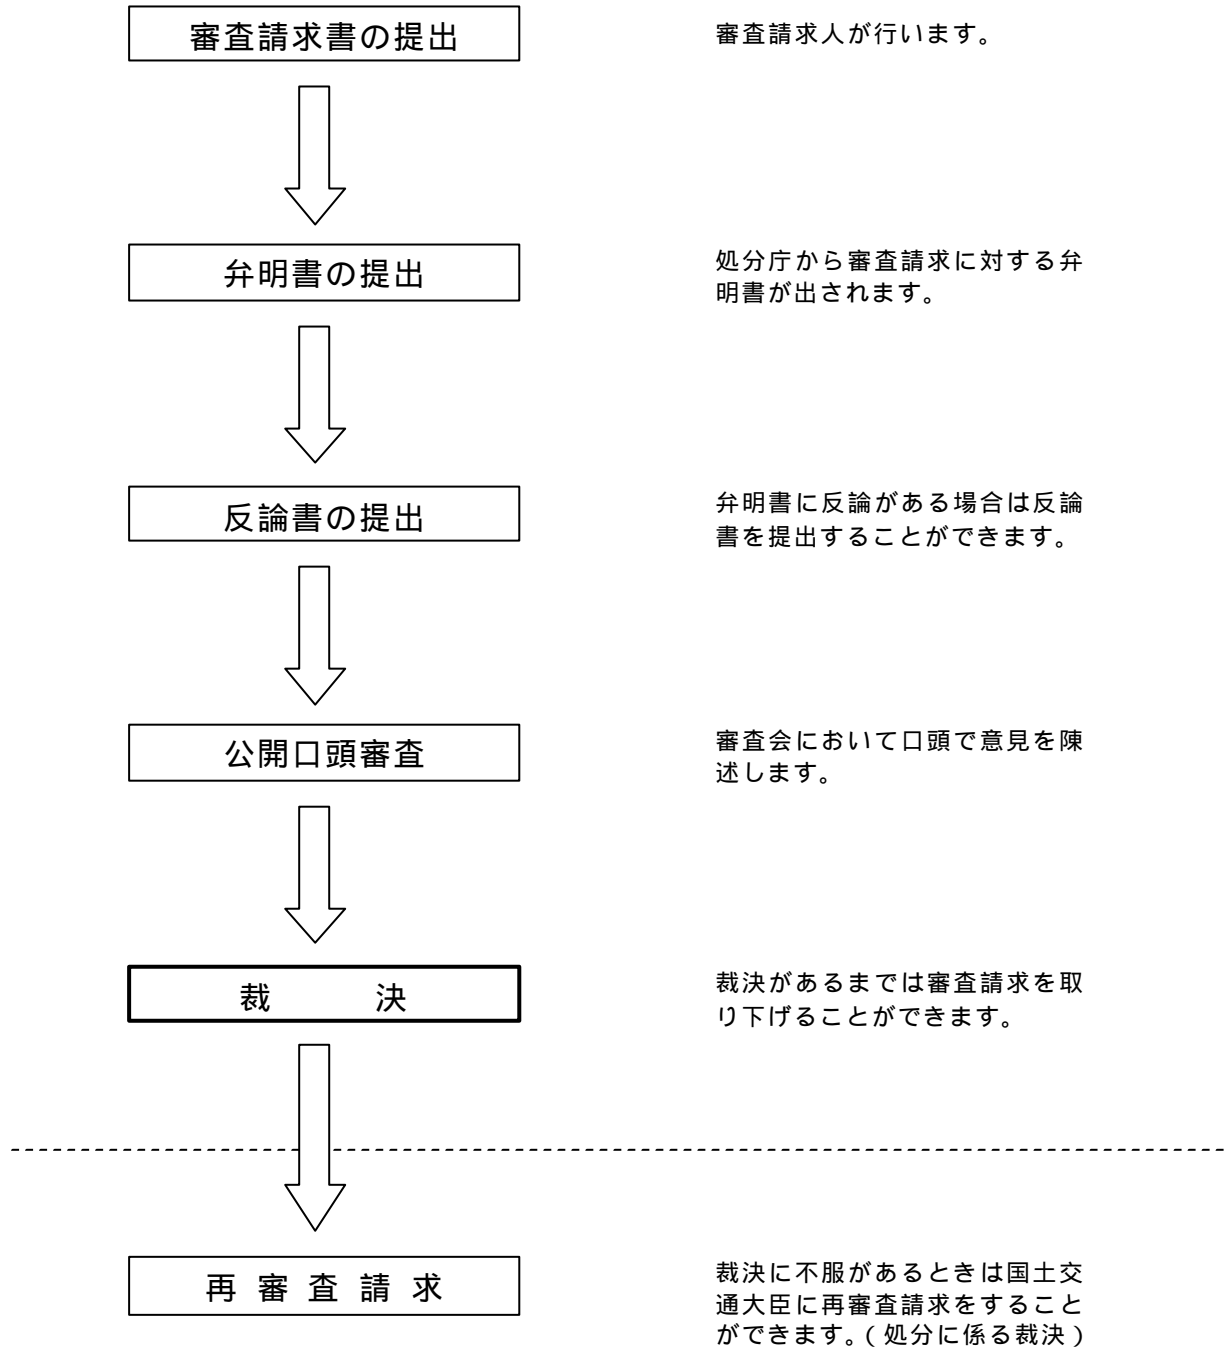 審査請求書の提出
審査請求人が行います。
弁明書の提出
処分庁から審査請求に対する弁
明書が出されます。
反論書の提出
弁明書に反論がある場合は反論
書を提出することができます。
公開口頭審査
審査会において口頭で意見を陳
述します。
裁　　決
裁決があるまでは審査請求を取
り下げることができます。
再審査請求
裁決に不服があるときは国土交
通大臣に再審査請求をすること
ができます。(処分に係る裁決)